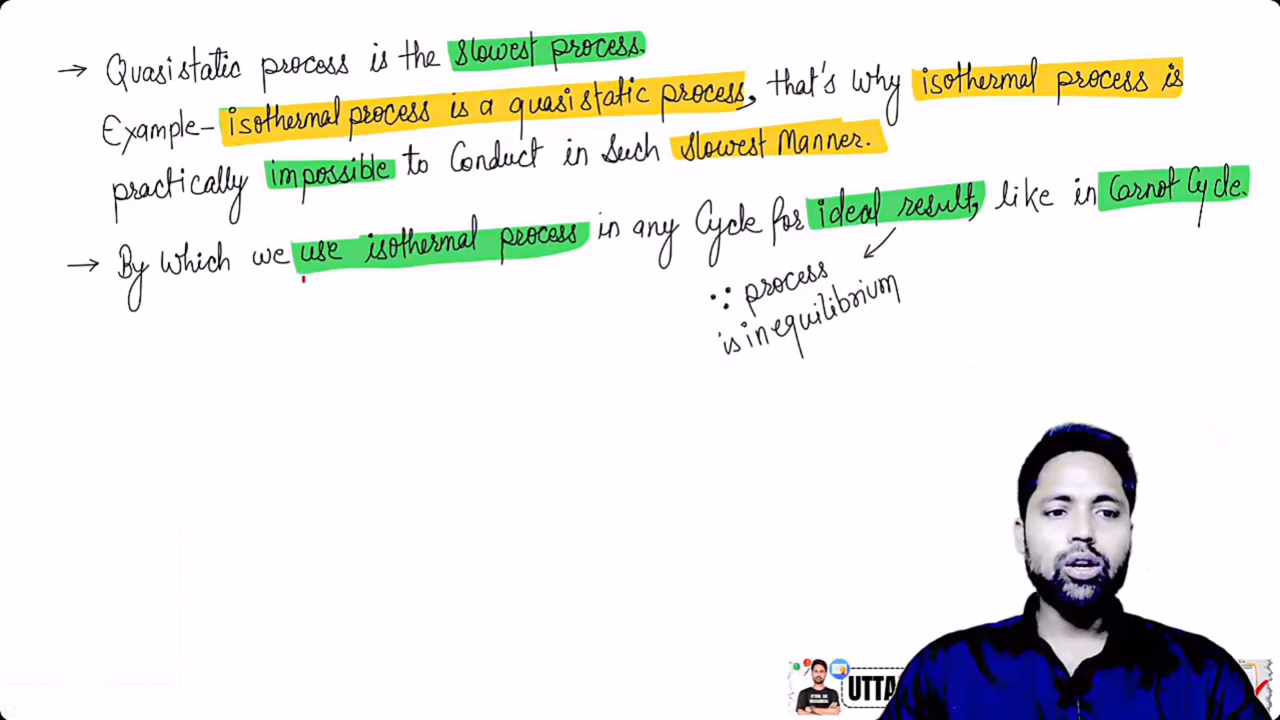 → Quasistatic process is the slowest process.
Example- isothermal process is a quasistatic process, that's why isothermal process is
practically impossible to Conduct in Such Slowest Manner.
→ By which we use isothermal process in any Cycle for ideal result, like in Carnot Cycle.
∵ process
is in equilibrium
UTTA